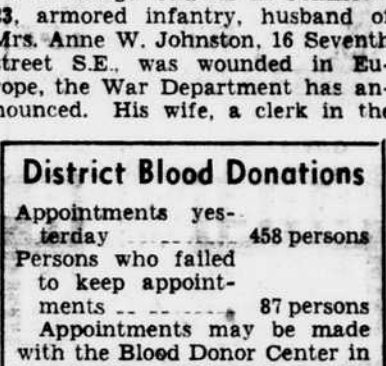 23, armored infantry, husband of
Mrs. Anne W. Johnston, 16 Seventh
street S.E., was wounded in Eu-
rope, the War Department has an-
nounced. His wife, a clerk in the
District Blood Donations
Appointments yes-
terday ---------- 458 persons
Persons who failed
to keep appoint-
ments -- -------- 87 persons
Appointments may be made
with the Blood Donor Center in